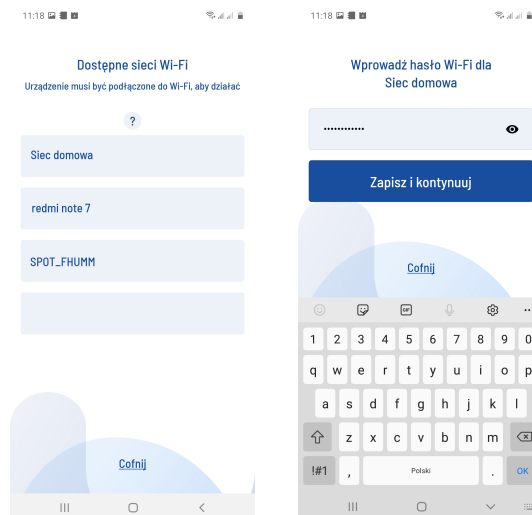 11:18
Dostępne sieci Wi-Fi
Urządzenie musi być podłączone do Wi-Fi, aby działać
?
Siec domowa
redmi note 7
SPOT_FHUMM
Cofnij
11:18
Wprowadź hasło Wi-Fi dla
Siec domowa
••••••••••••
Zapisz i kontynuuj
Cofnij
GIF
1 2 3 4 5 6 7 8 9 0
q w e r t y u i o p
a s d f g h j k l
z x c v b n m
!#1 , Polski . OK